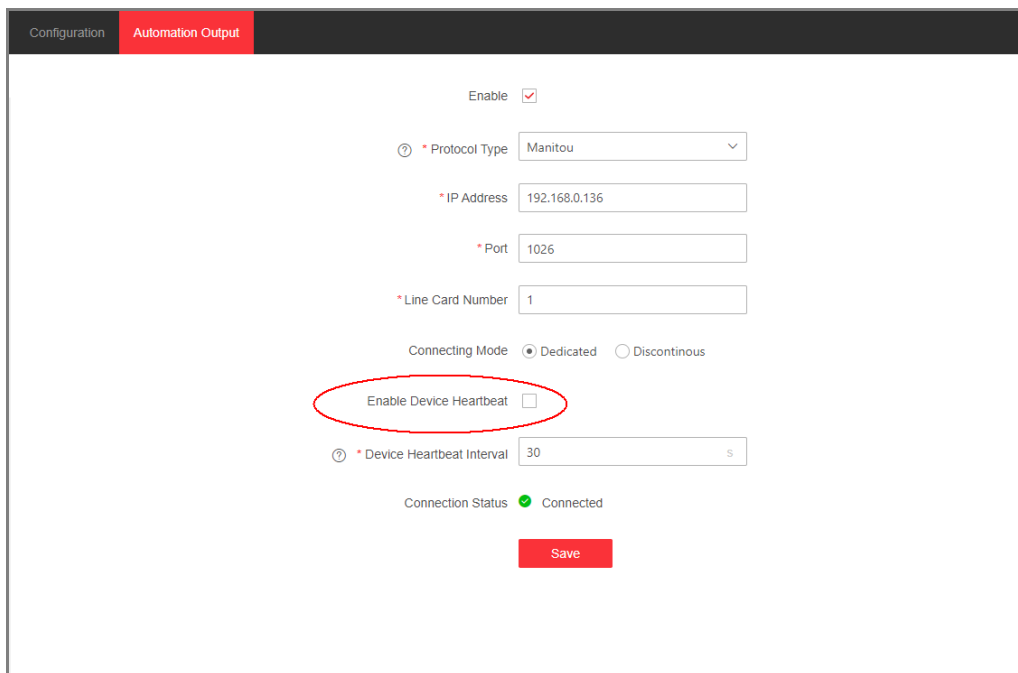 Configuration Automation Output
Enable
* Protocol Type Manitou
* IP Address 192.168.0.136
* Port 1026
* Line Card Number 1
Connecting Mode Dedicated Discontinous
Enable Device Heartbeat
* Device Heartbeat Interval 30 s
Connection Status Connected
Save